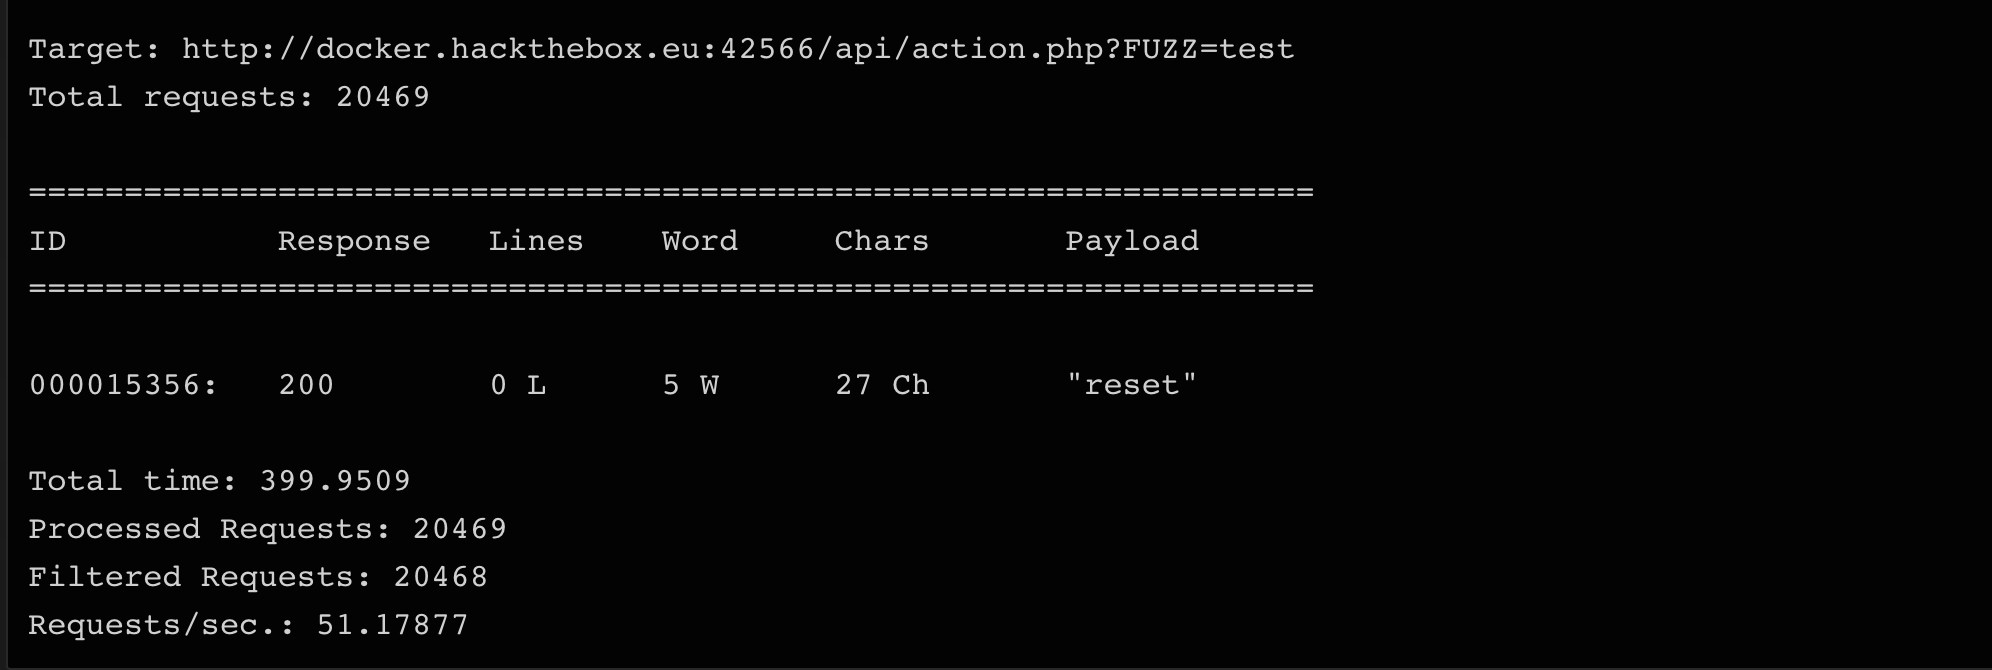 Target: http://docker.hackthebox.eu:42566/api/action.php?FUZZ=test
Total requests: 20469
===================================================================
ID           Response   Lines    Word     Chars       Payload
===================================================================
000015356:   200        0 L      5 W      27 Ch       "reset"
Total time: 399.9509
Processed Requests: 20469
Filtered Requests: 20468
Requests/sec.: 51.17877